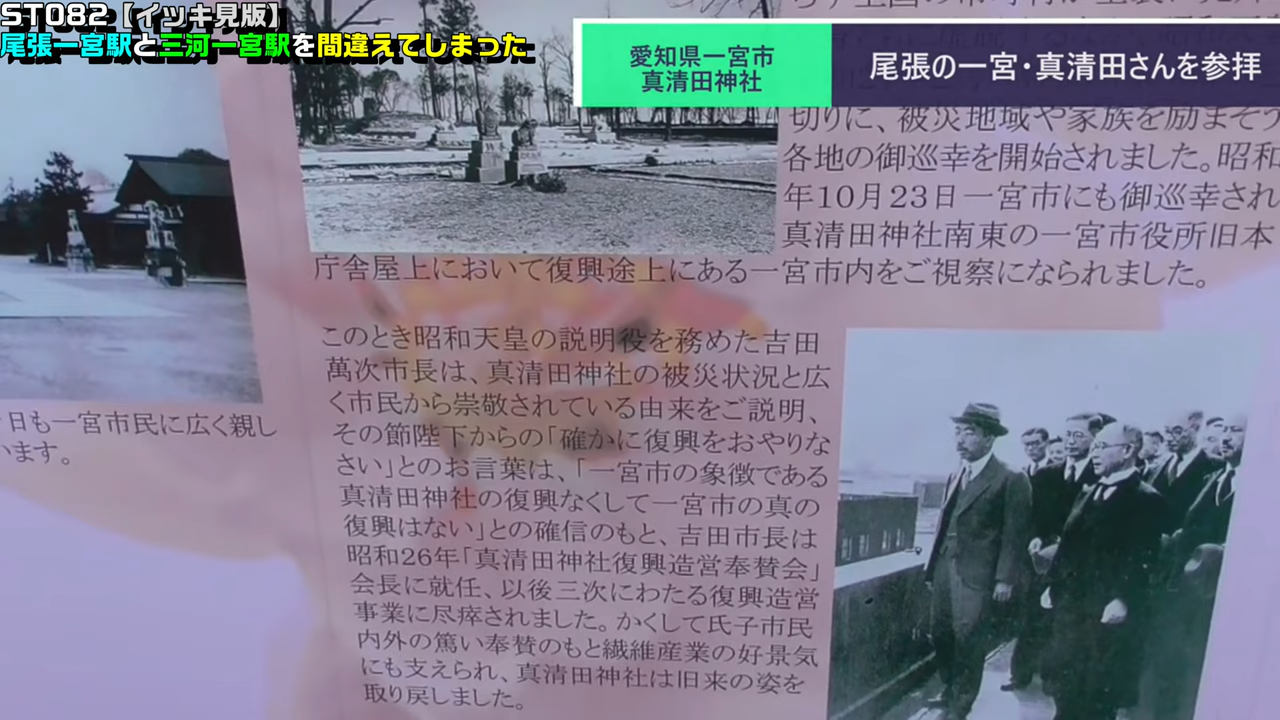 ST082【イッキ見版】
尾張一宮駅と三河一宮駅を間違えてしまった
愛知県一宮市
真清田神社
尾張の一宮・真清田さんを参拝
切りに、被災地域や家族を励まそう
各地の御巡幸を開始されました。昭和
年10月23日一宮市にも御巡幸され
真清田神社南東の一宮市役所旧本
庁舎屋上において復興途上にある一宮市内をご視察になられました。
このとき昭和天皇の説明役を務めた吉田
萬次市長は、真清田神社の被災状況と広
く市民から崇敬されている由来をご説明、
その節陛下からの「確かに復興をおやりな
さい」とのお言葉は、「一宮市の象徴である
真清田神社の復興なくして一宮市の真の
復興はない」との確信のもと、吉田市長は
昭和26年「真清田神社復興造営奉賛会」
会長に就任、以後三次にわたる復興造営
事業に尽瘁されました。かくして氏子市民
内外の篤い奉賛のもと繊維産業の好景気
にも支えられ、真清田神社は旧来の姿を
取り戻しました。
日も一宮市民に広く親し
います。